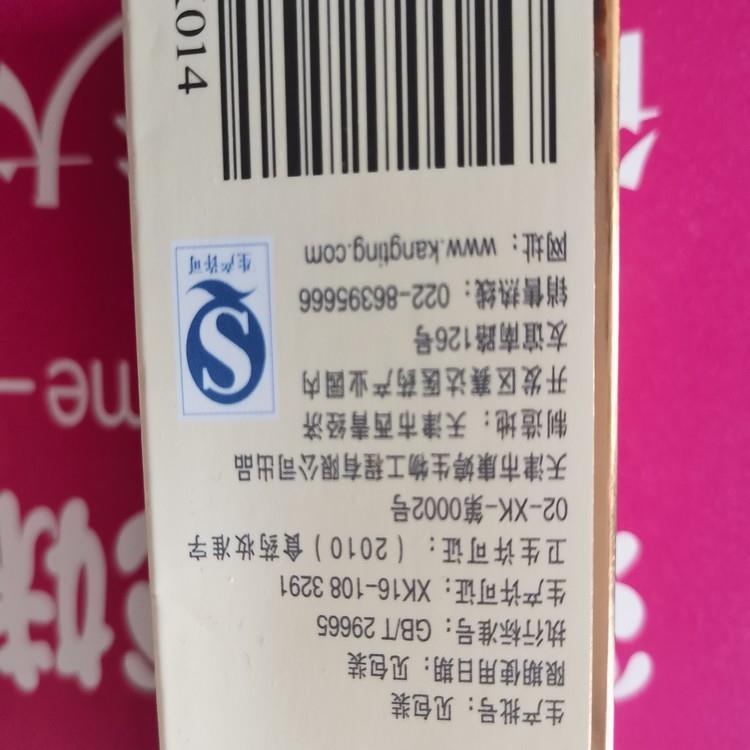 生产批号：见包装
限期使用日期：见包装
执行标准号：GB/T 29665
生产许可证：XK16-108 3291
卫生许可证：（2010）食药妆准字
02-XK-第0002号
天津市康婷生物工程有限公司出品
制造地：天津市西青经济
开发区赛达医药产业园内
友谊南路126号
销售热线：022-86395666
网址：www.kangting.com
生产许可
S
014